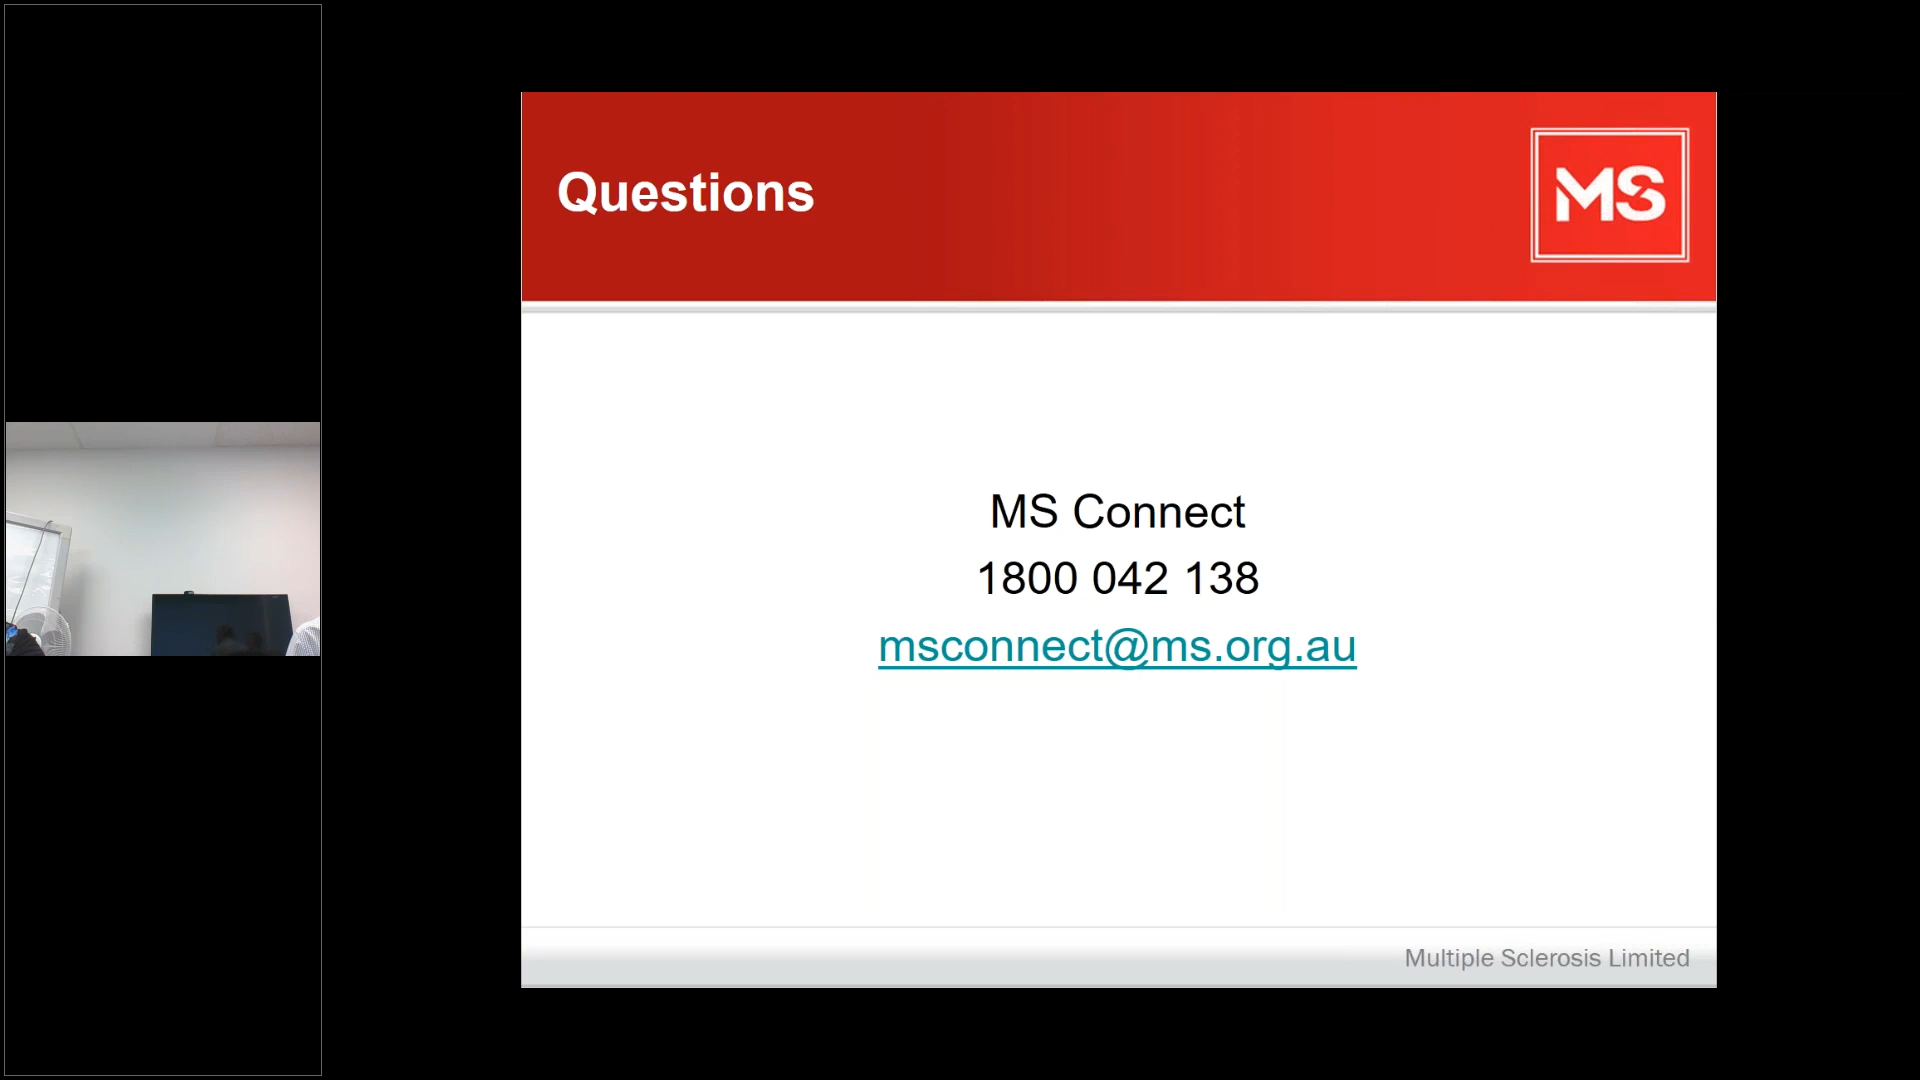 Questions
MS
MS Connect
1800 042 138
msconnect@ms.org.au
Multiple Sclerosis Limited